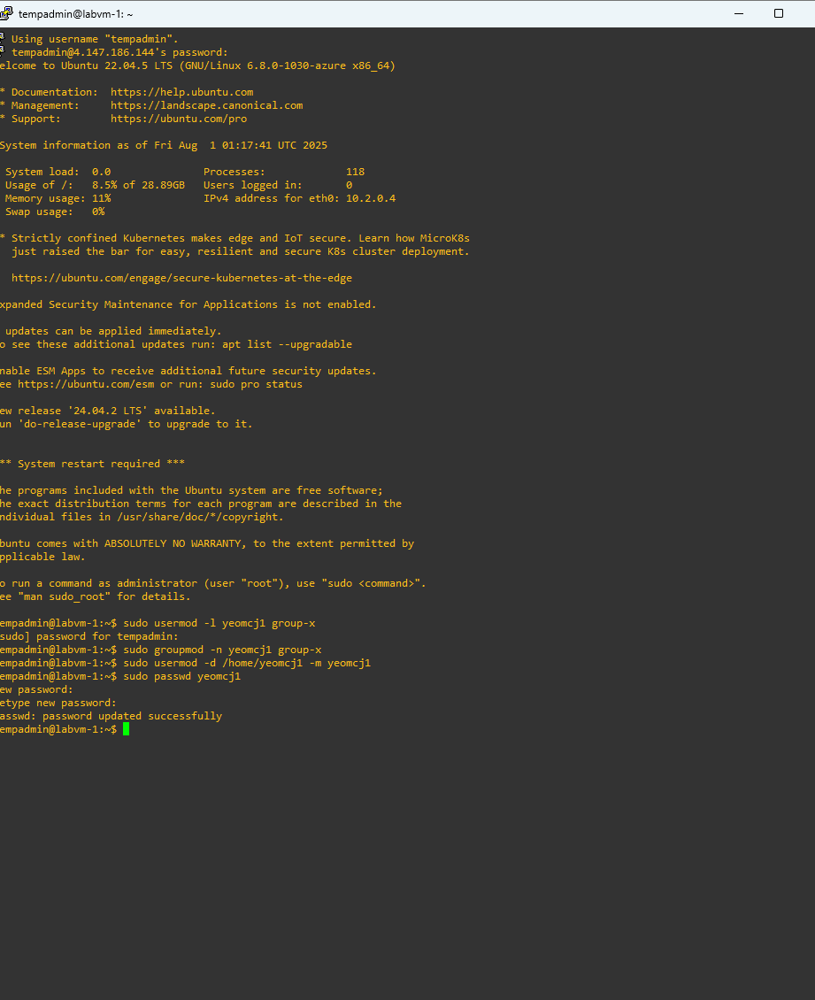 tempadmin@labvm-1: ~
Using username "tempadmin".
tempadmin@4.147.186.144's password:
elcome to Ubuntu 22.04.5 LTS (GNU/Linux 6.8.0-1030-azure x86_64)
* Documentation:  https://help.ubuntu.com
* Management:     https://landscape.canonical.com
* Support:        https://ubuntu.com/pro
System information as of Fri Aug  1 01:17:41 UTC 2025
System load:  0.0               Processes:             118
Usage of /:   8.5% of 28.89GB   Users logged in:       0
Memory usage: 11%               IPv4 address for eth0: 10.2.0.4
Swap usage:   0%
* Strictly confined Kubernetes makes edge and IoT secure. Learn how MicroK8s
just raised the bar for easy, resilient and secure K8s cluster deployment.
https://ubuntu.com/engage/secure-kubernetes-at-the-edge
xpanded Security Maintenance for Applications is not enabled.
updates can be applied immediately.
o see these additional updates run: apt list --upgradable
nable ESM Apps to receive additional future security updates.
ee https://ubuntu.com/esm or run: sudo pro status
ew release '24.04.2 LTS' available.
un 'do-release-upgrade' to upgrade to it.
** System restart required ***
he programs included with the Ubuntu system are free software;
he exact distribution terms for each program are described in the
ndividual files in /usr/share/doc/*/copyright.
buntu comes with ABSOLUTELY NO WARRANTY, to the extent permitted by
pplicable law.
o run a command as administrator (user "root"), use "sudo <command>".
ee "man sudo_root" for details.
empadmin@labvm-1:~$ sudo usermod -l yeomcj1 group-x
sudo] password for tempadmin:
empadmin@labvm-1:~$ sudo groupmod -n yeomcj1 group-x
empadmin@labvm-1:~$ sudo usermod -d /home/yeomcj1 -m yeomcj1
empadmin@labvm-1:~$ sudo passwd yeomcj1
ew password:
etype new password:
asswd: password updated successfully
empadmin@labvm-1:~$